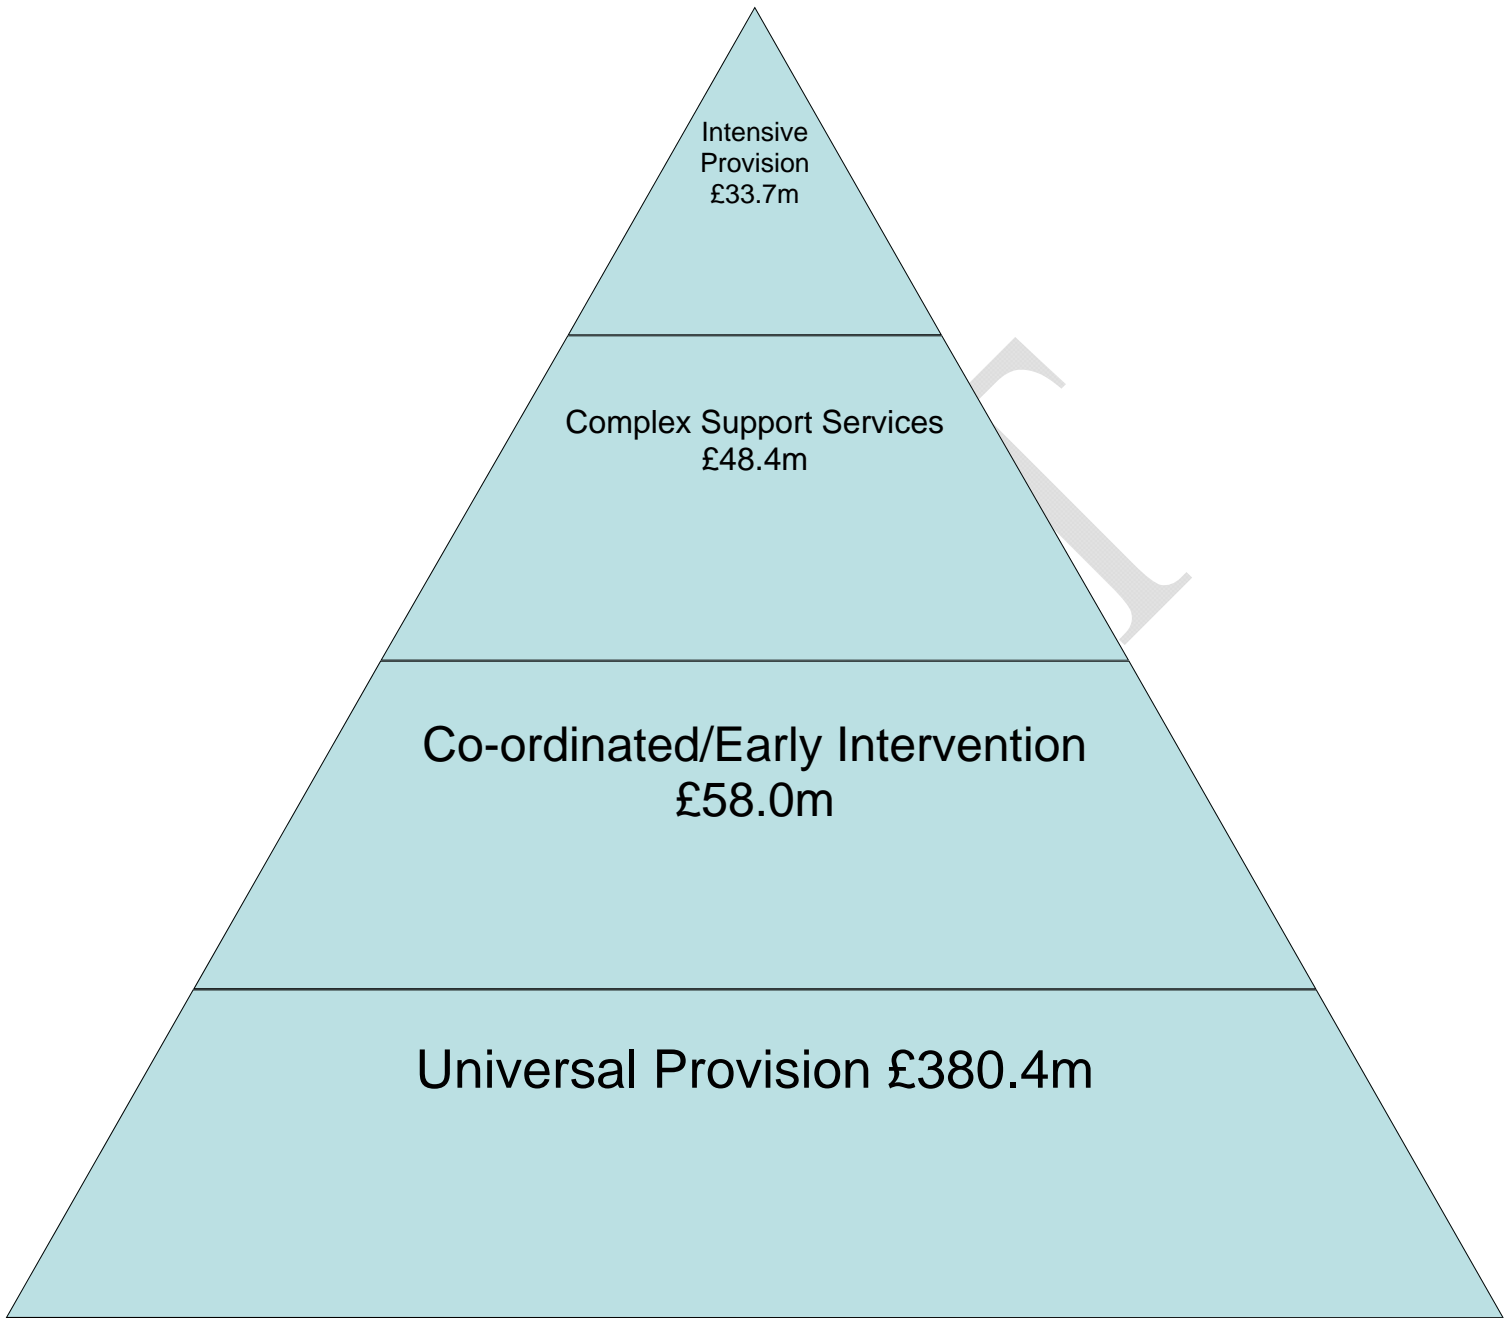 Intensive
Provision
£33.7m
Complex Support Services
£48.4m
Co-ordinated/Early Intervention
£58.0m
Universal Provision £380.4m
T